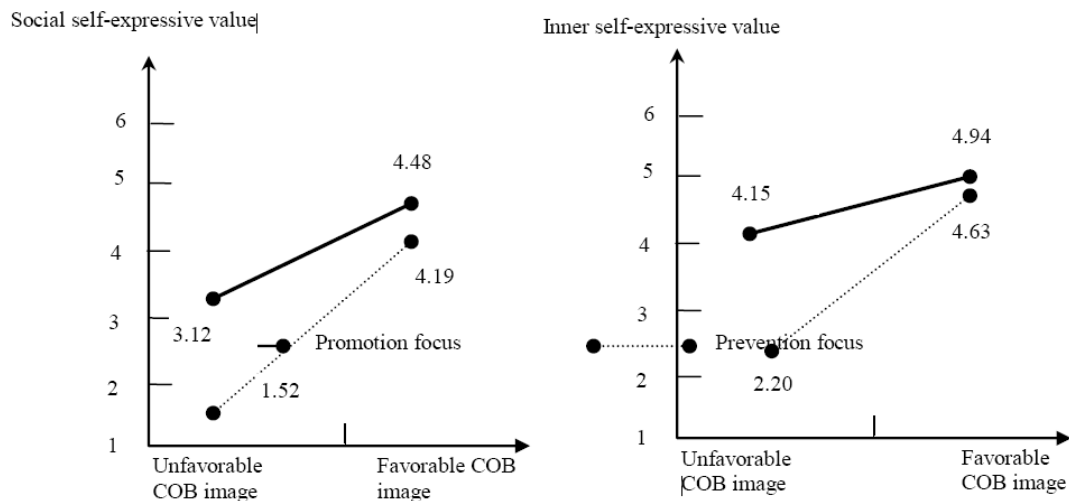 Social self-expressive value
6
5
4
3
2
1
4.48
4.19
3.12
1.52
Promotion focus
Unfavorable
COB image
Favorable COB
image
Inner self-expressive value
6
5
4
3
2
1
4.94
4.15
4.63
2.20
Prevention focus
Unfavorable
COB image
Favorable
COB image